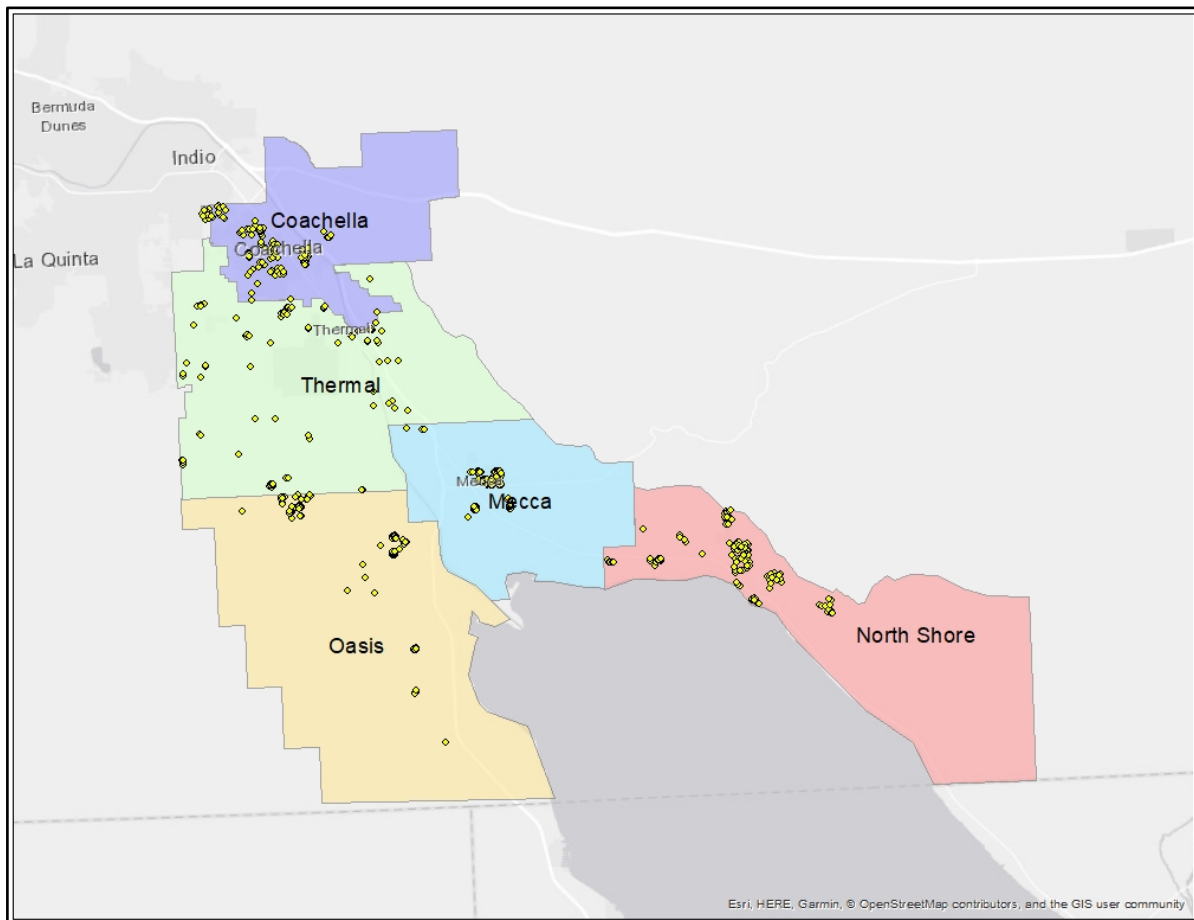 Bermuda
Dunes
Indio
Coachella
Coachella
La Quinta
Thermal
Thermal
Mecca
Mecca
Oasis
North Shore
Esri, HERE, Garmin, © OpenStreetMap contributors, and the GIS user community